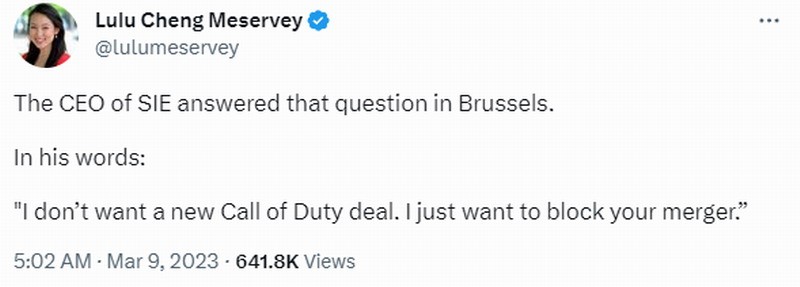 Lulu Cheng Meservey
@lulumeservey
The CEO of SIE answered that question in Brussels.
In his words:
"I don’t want a new Call of Duty deal. I just want to block your merger.”
5:02 AM · Mar 9, 2023 · 641.8K Views